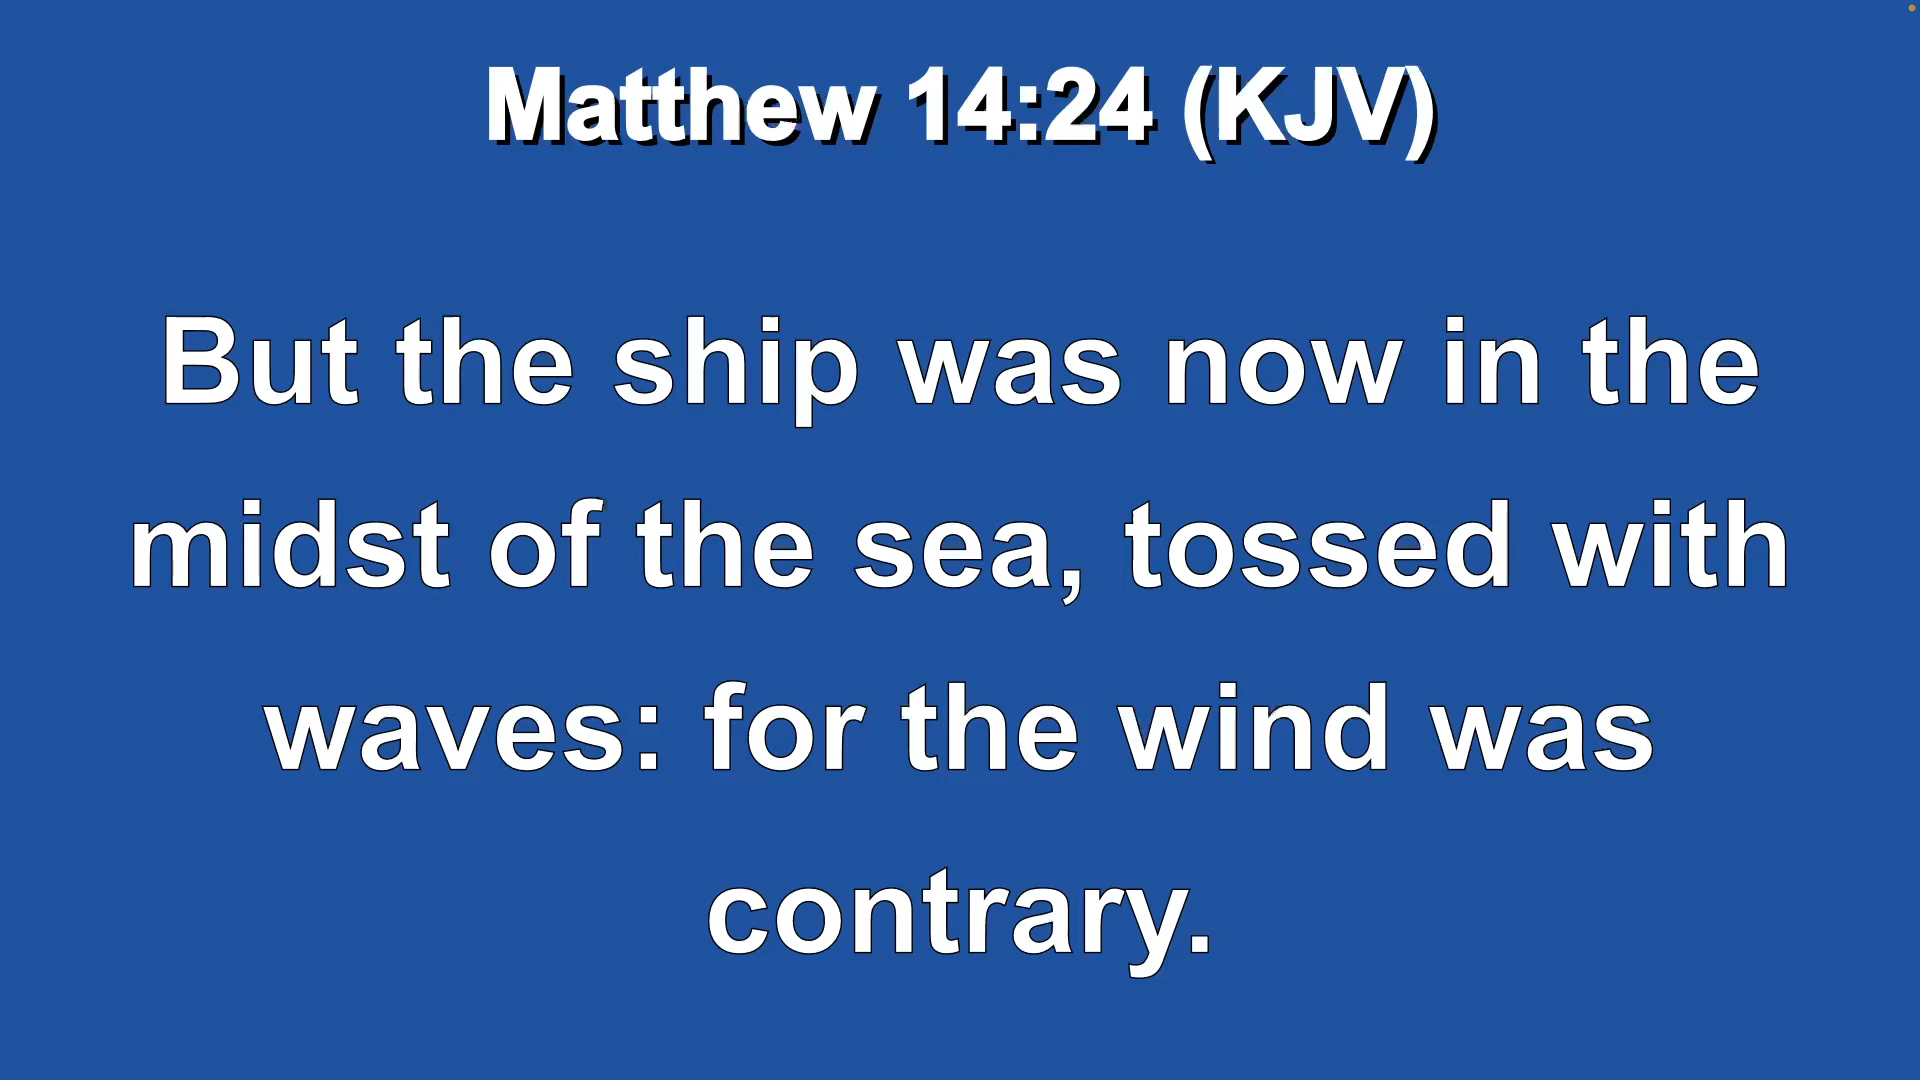 Matthew 14:24 (KJV)
But the ship was now in the
midst of the sea, tossed with
waves: for the wind was
contrary.